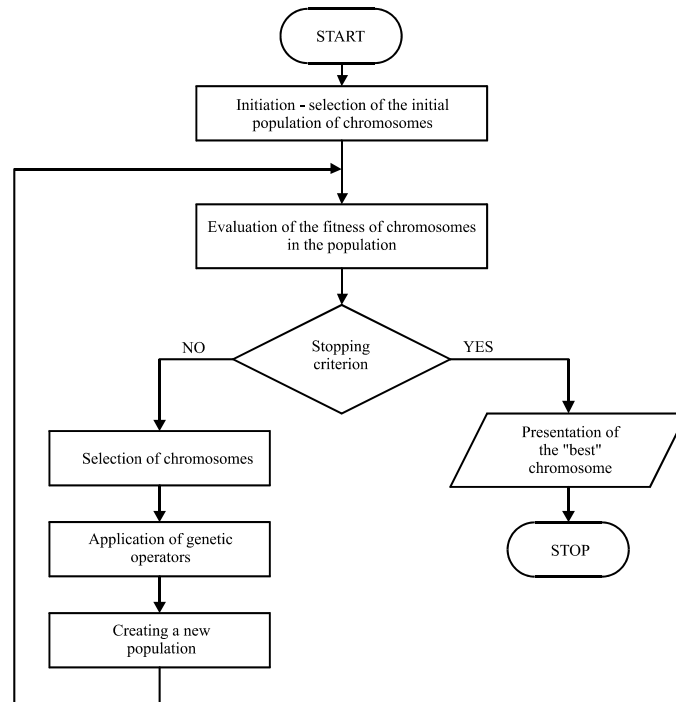 START
Initiation - selection of the initial
population of chromosomes
Evaluation of the fitness of chromosomes
in the population
Stopping
criterion
NO
YES
Selection of chromosomes
Application of genetic
operators
Creating a new
population
Presentation of
the "best"
chromosome
STOP